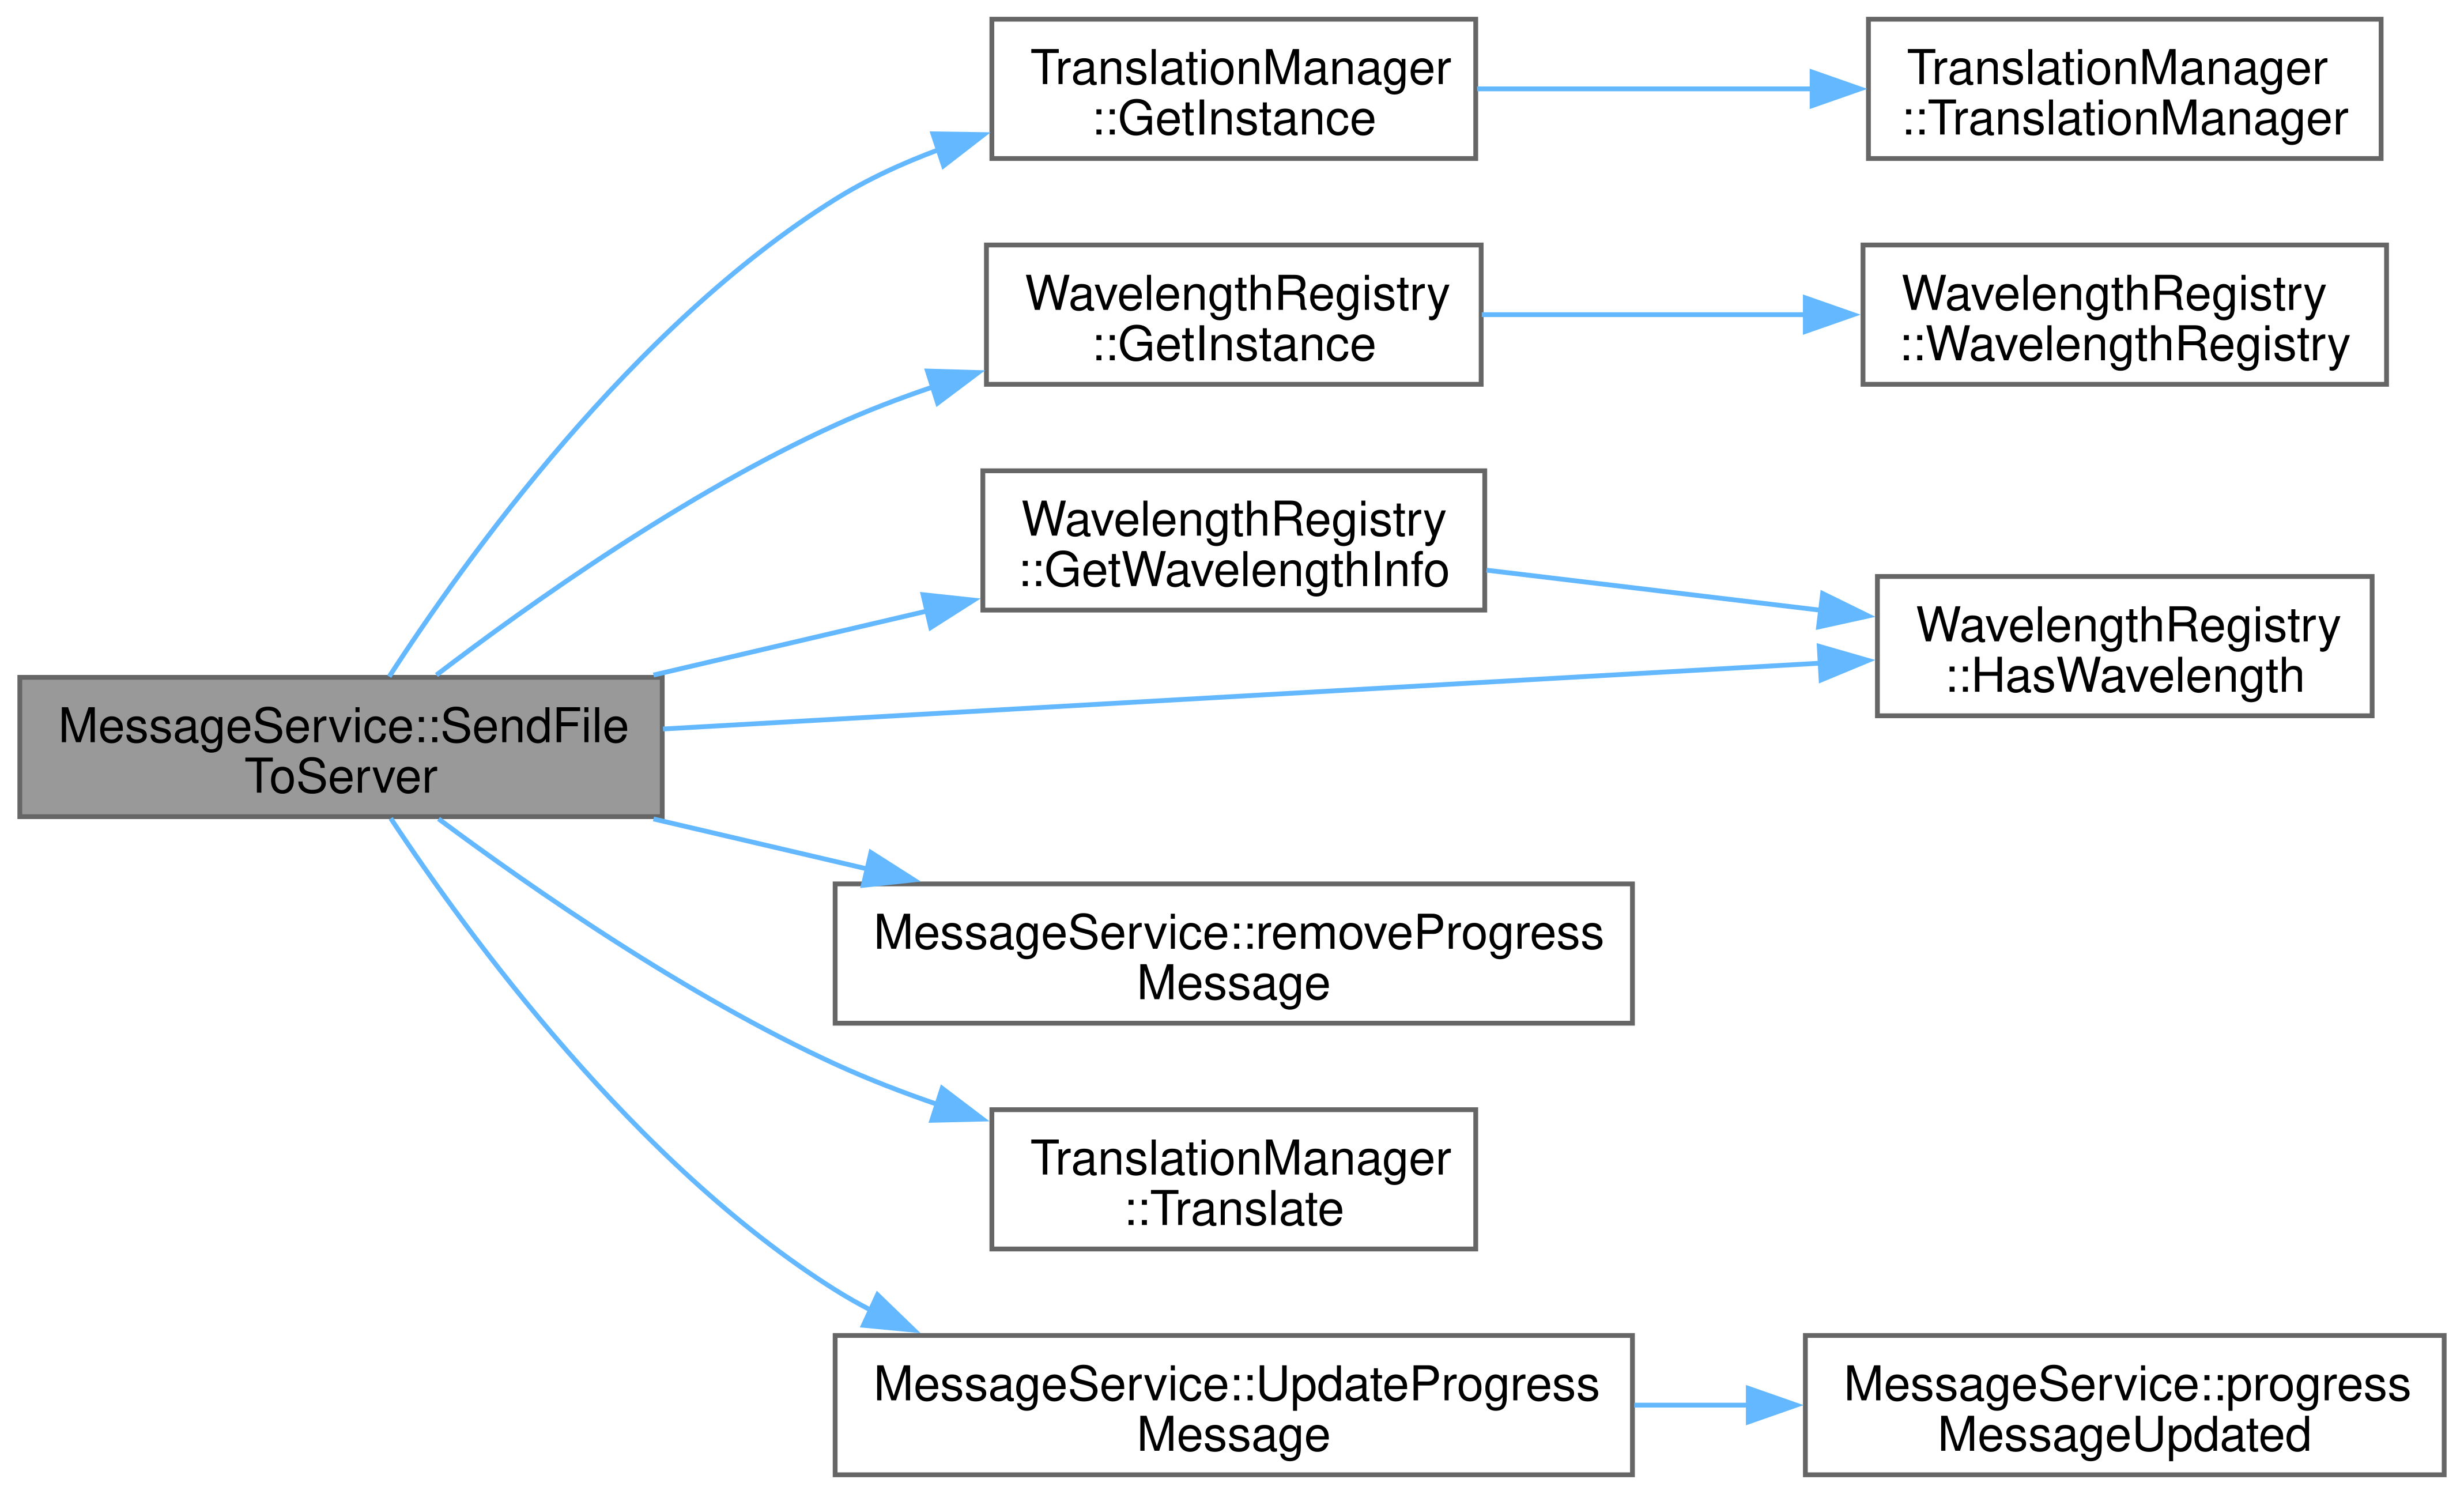 TranslationManager
::GetInstance
TranslationManager
::TranslationManager
WavelengthRegistry
::GetInstance
WavelengthRegistry
::WavelengthRegistry
WavelengthRegistry
::GetWavelengthInfo
WavelengthRegistry
::HasWavelength
MessageService::SendFile
ToServer
MessageService::removeProgress
Message
TranslationManager
::Translate
MessageService::UpdateProgress
Message
MessageService::progress
MessageUpdated